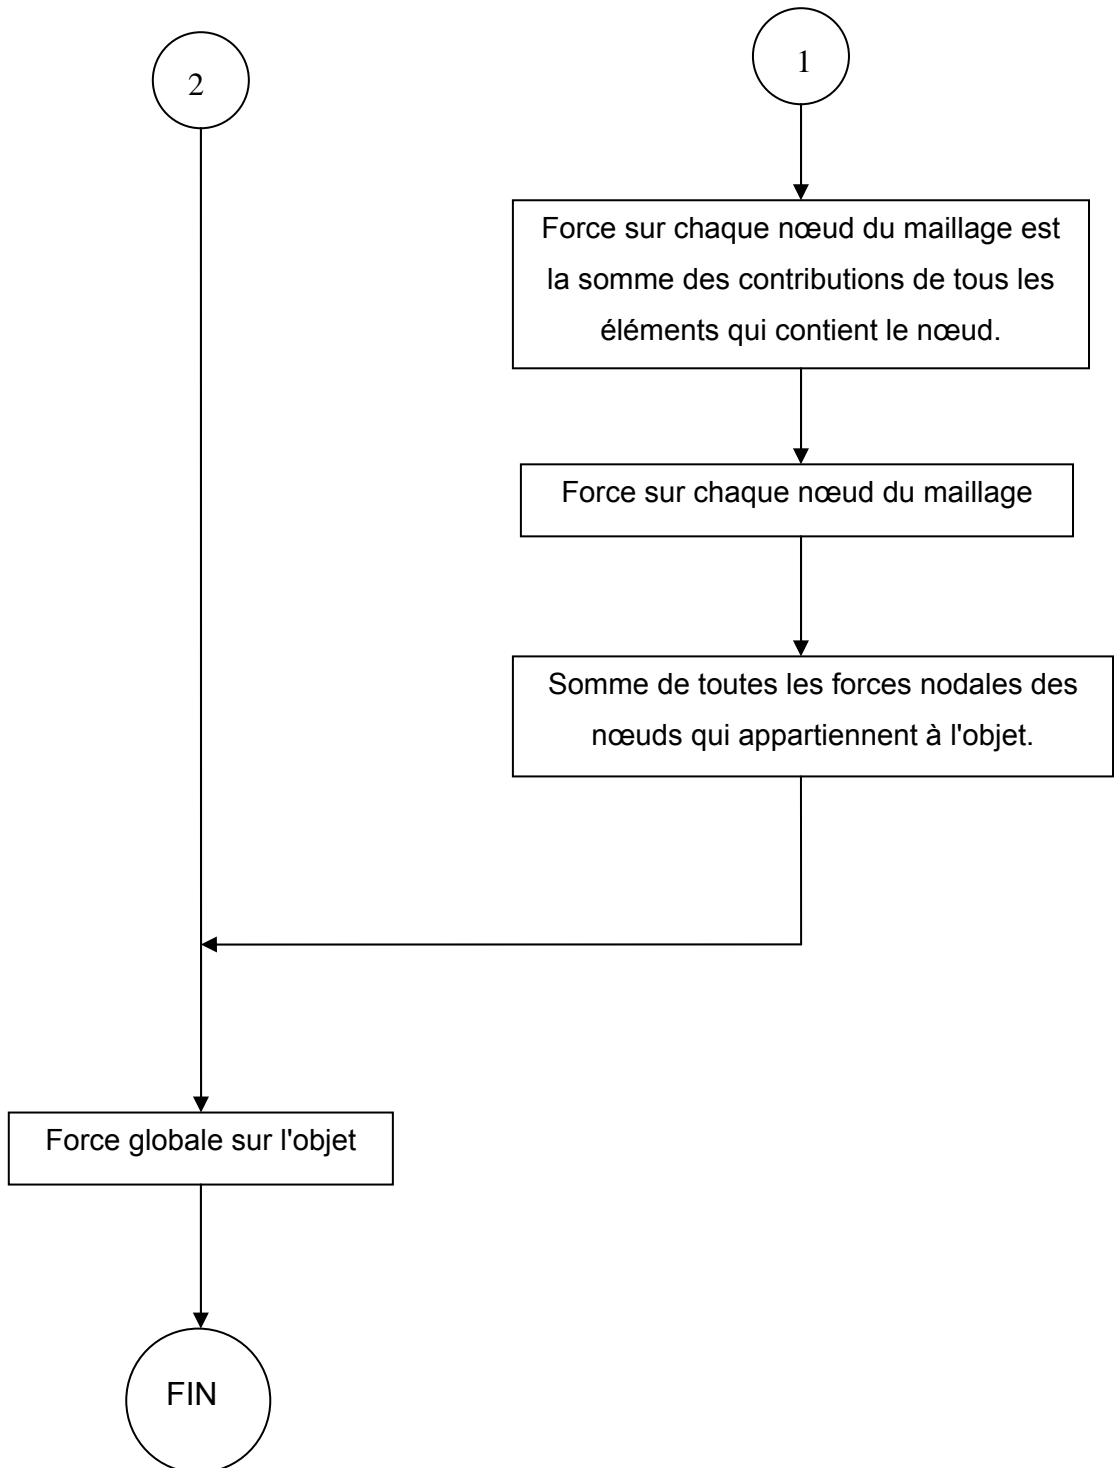 2
1
Force sur chaque nœud du maillage est
la somme des contributions de tous les
éléments qui contient le nœud.
Force sur chaque nœud du maillage
Somme de toutes les forces nodales des
nœuds qui appartiennent à l'objet.
Force globale sur l'objet
FIN